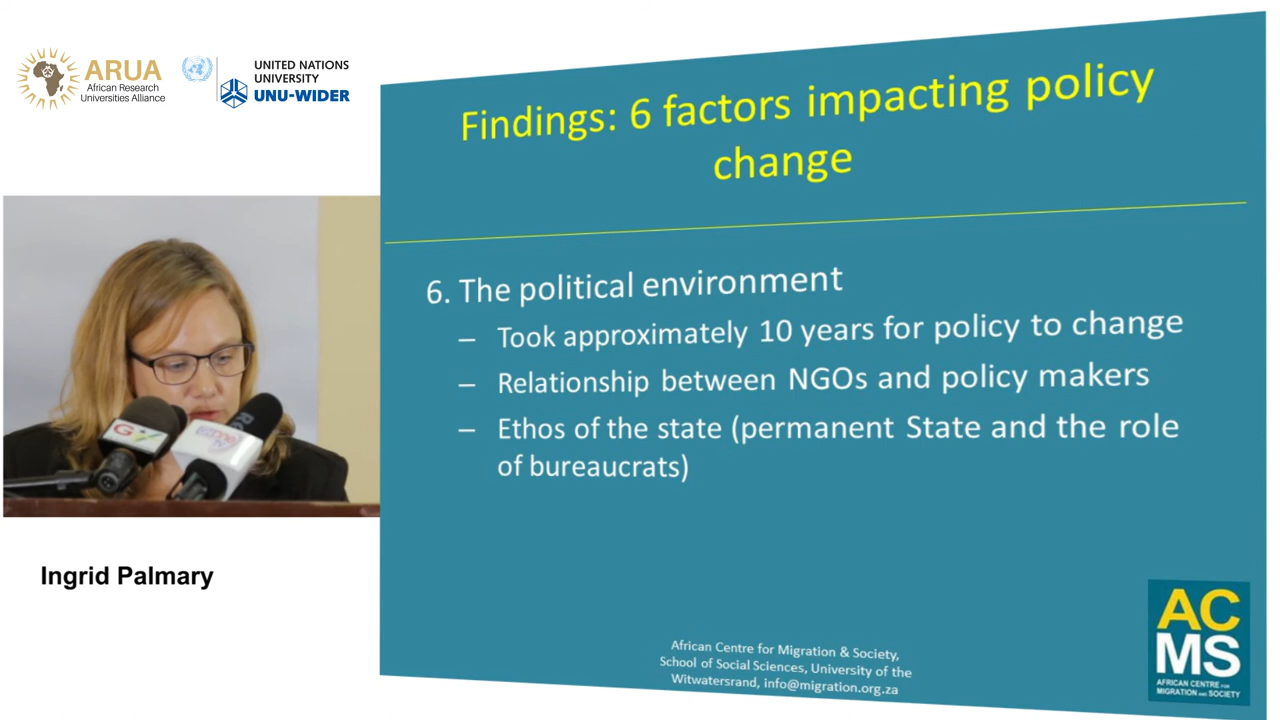 ARUA
African Research
Universities Alliance
UNITED NATIONS
UNIVERSITY
UNU-WIDER
Findings: 6 factors impacting policy
change
6. The political environment
– Took approximately 10 years for policy to change
– Relationship between NGOs and policy makers
– Ethos of the state (permanent State and the role
of bureaucrats)
Ingrid Palmary
African Centre for Migration & Society,
School of Social Sciences, University of the
Witwatersrand, info@migration.org.za
AC
MS
AFRICAN CENTRE FOR
MIGRATION AND SOCIETY